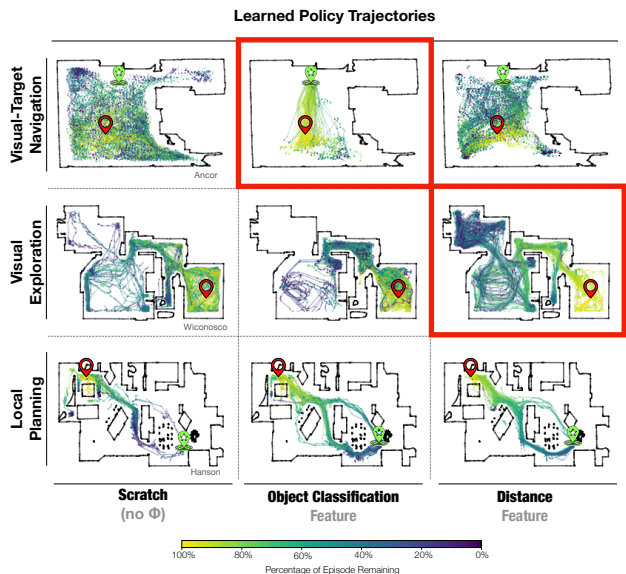 Learned Policy Trajectories
Visual-Target
Navigation
Ancor
Visual
Exploration
Wiconosco
Local
Planning
Hanson
Scratch
(no Φ)
Object Classification
Feature
Distance
Feature
100% 80% 60% 40% 20% 0%
Percentage of Episode Remaining